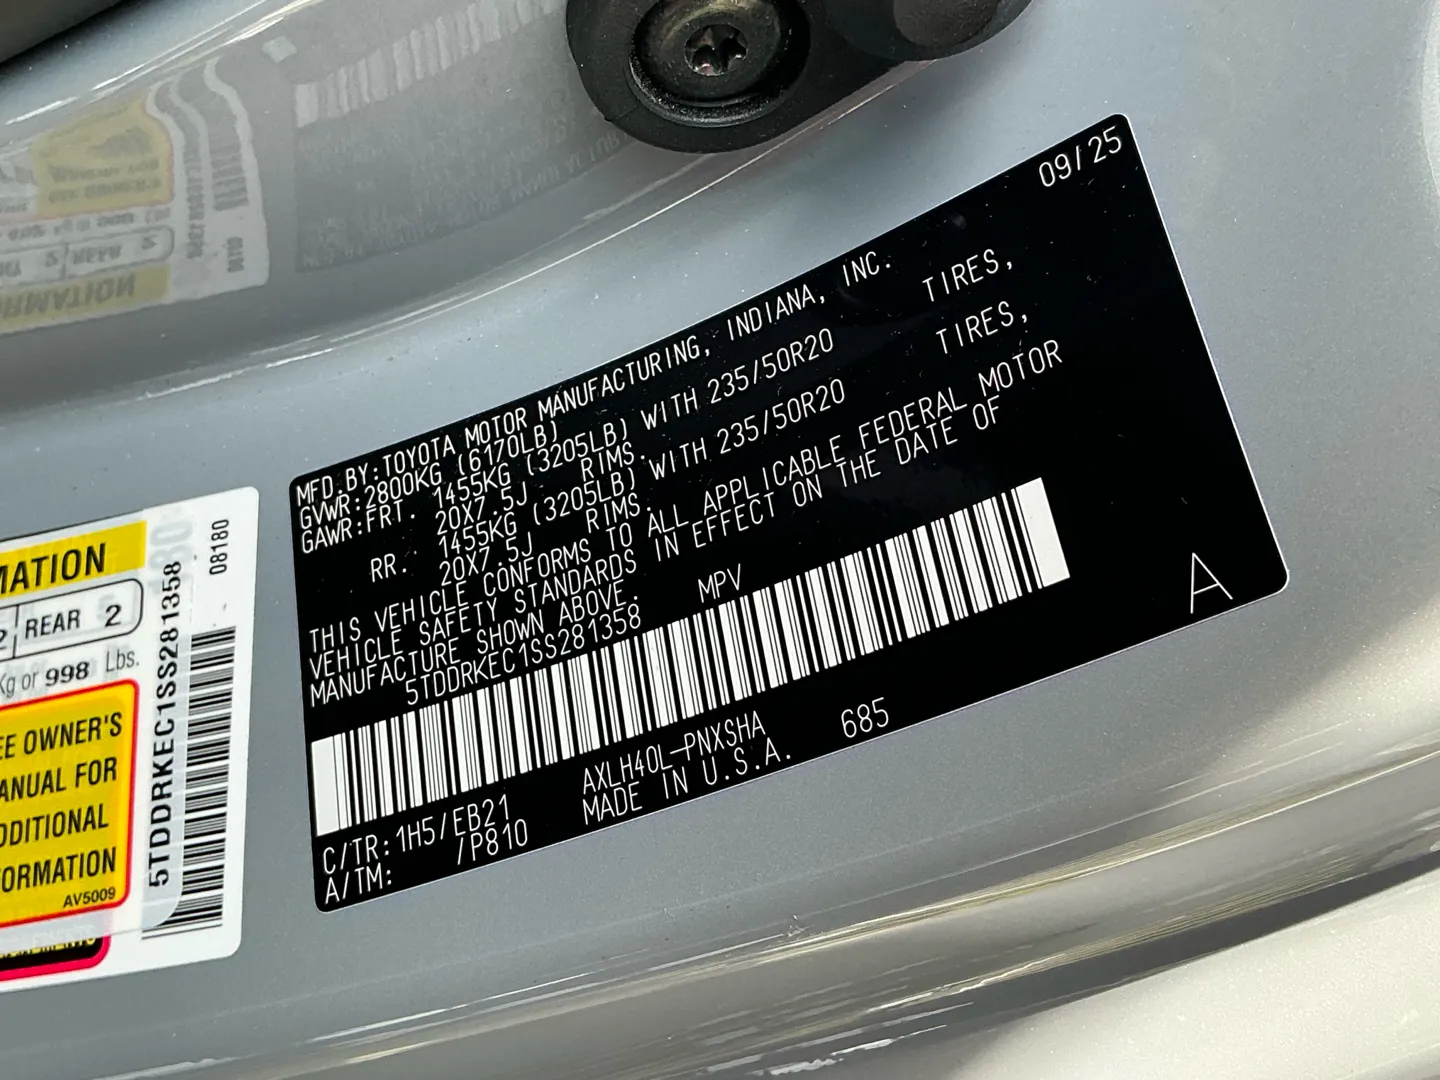 09/25
MFD.BY:TOYOTA MOTOR MANUFACTURING, INDIANA, INC.
GVWR:2800KG (6170LB)
GAWR:FRT. 1455KG (3205LB) WITH 235/50R20 TIRES,
20X7.5J RIMS.
RR. 1455KG (3205LB) WITH 235/50R20 TIRES,
20X7.5J RIMS.
THIS VEHICLE CONFORMS TO ALL APPLICABLE FEDERAL MOTOR
VEHICLE SAFETY STANDARDS IN EFFECT ON THE DATE OF
MANUFACTURE SHOWN ABOVE.
5TDDRKEC1SS281358 MPV
A
AXLH40L-PNXSHA 685
MADE IN U.S.A.
C/TR:1H5/EB21
A/TM: /P810
MATION
2 REAR 2
Kg or 998 Lbs.
EE OWNER'S
ANUAL FOR
DDITIONAL
FORMATION
AV5009
5TDDRKEC1SS281358
08180